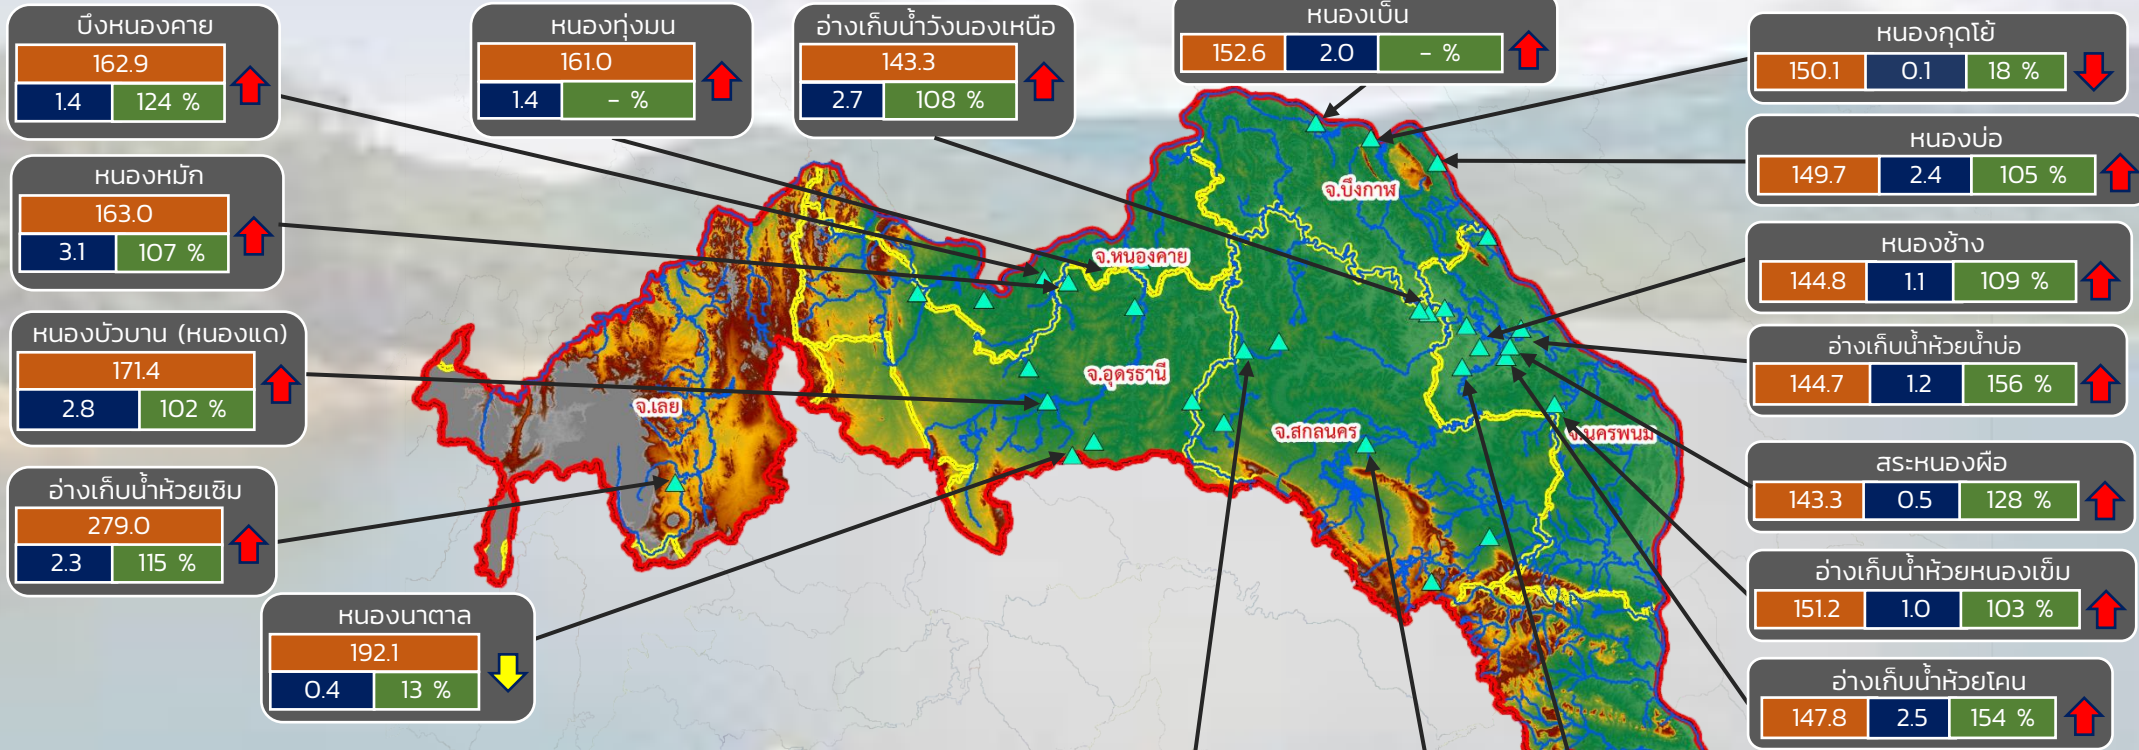 บึงหนองคาย
162.9
1.4 124 %
หนองทุ่งมน
161.0
1.4 - %
อ่างเก็บน้ำวังนองเหนือ
143.3
2.7 108 %
หนองเบ็น
152.6 2.0 - %
หนองกุดโย้
150.1 0.1 18 %
หนองหมัก
163.0
3.1 107 %
หนองบ่อ
149.7 2.4 105 %
หนองบัวบาน (หนองแด)
171.4
2.8 102 %
หนองช้าง
144.8 1.1 109 %
อ่างเก็บน้ำห้วยน้ำบ่อ
144.7 1.2 156 %
อ่างเก็บน้ำห้วยเซิม
279.0
2.3 115 %
สระหนองผือ
143.3 0.5 128 %
อ่างเก็บน้ำห้วยหนองเข็ม
151.2 1.0 103 %
หนองนาตาล
192.1
0.4 13 %
อ่างเก็บน้ำห้วยโคน
147.8 2.5 154 %
จ.บึงกาฬ
จ.หนองคาย
จ.อุดรธานี
จ.เลย
จ.สกลนคร
จ.นครพนม